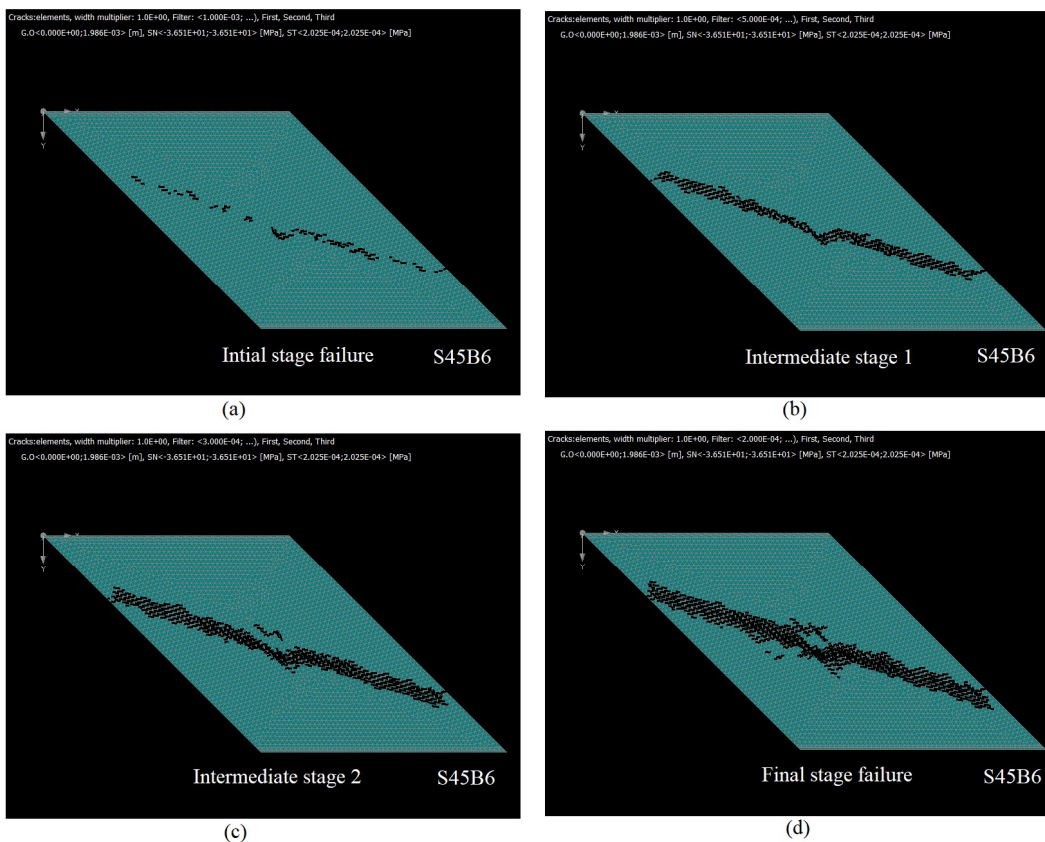 Cracks:elements, width multiplier: 1.0E+00, Filter: <1.000E-03; ...), First, Second, Third
G.O<0.000E+00;1.986E-03> [m], SN<-3.651E+01;-3.651E+01> [MPa], ST<2.025E-04;2.025E-04> [MPa]
X
Y
Intial stage failure
S45B6
(a)
Cracks:elements, width multiplier: 1.0E+00, Filter: <5.000E-04; ...), First, Second, Third
G.O<0.000E+00;1.986E-03> [m], SN<-3.651E+01;-3.651E+01> [MPa], ST<2.025E-04;2.025E-04> [MPa]
X
Y
Intermediate stage 1
S45B6
(b)
Cracks:elements, width multiplier: 1.0E+00, Filter: <3.000E-04; ...), First, Second, Third
G.O<0.000E+00;1.986E-03> [m], SN<-3.651E+01;-3.651E+01> [MPa], ST<2.025E-04;2.025E-04> [MPa]
X
Y
Intermediate stage 2
S45B6
(c)
Cracks:elements, width multiplier: 1.0E+00, Filter: <2.000E-04; ...), First, Second, Third
G.O<0.000E+00;1.986E-03> [m], SN<-3.651E+01;-3.651E+01> [MPa], ST<2.025E-04;2.025E-04> [MPa]
X
Y
Final stage failure
S45B6
(d)